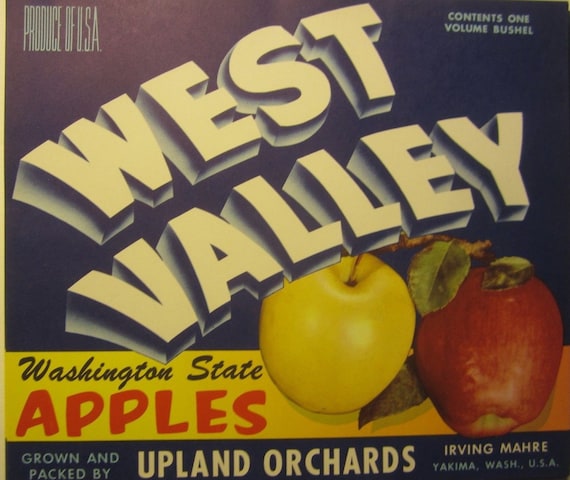 PRODUCE OF U.S.A.
CONTENTS ONE
VOLUME BUSHEL
WEST
VALLEY
Washington State
APPLES
GROWN AND
PACKED BY
UPLAND ORCHARDS
IRVING MAHRE
YAKIMA, WASH., U.S.A.